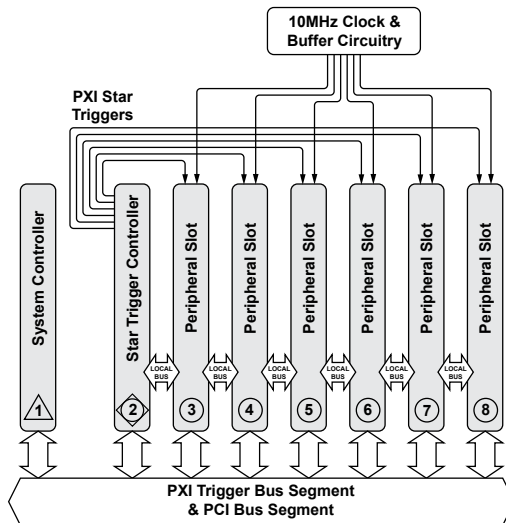 10MHz Clock &
Buffer Circuitry
PXI Star
Triggers
System Controller
1
Star Trigger Controller
2
Peripheral Slot
3
Peripheral Slot
4
Peripheral Slot
5
Peripheral Slot
6
Peripheral Slot
7
Peripheral Slot
8
LOCAL
BUS
LOCAL
BUS
LOCAL
BUS
LOCAL
BUS
LOCAL
BUS
LOCAL
BUS
PXI Trigger Bus Segment
& PCI Bus Segment